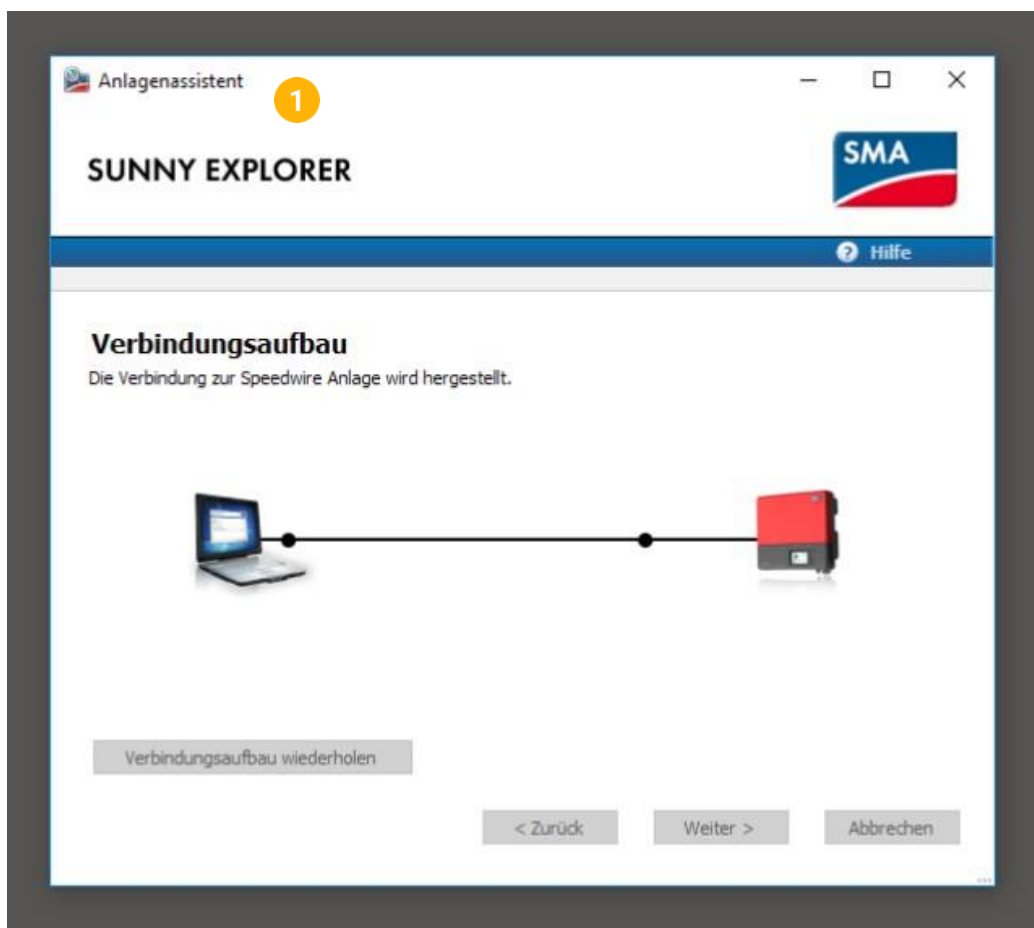 Anlagenassistent
1
SUNNY EXPLORER
SMA
? Hilfe
Verbindungsaufbau
Die Verbindung zur Speedwire Anlage wird hergestellt.
Verbindungsaufbau wiederholen
< Zurück Weiter > Abbrechen